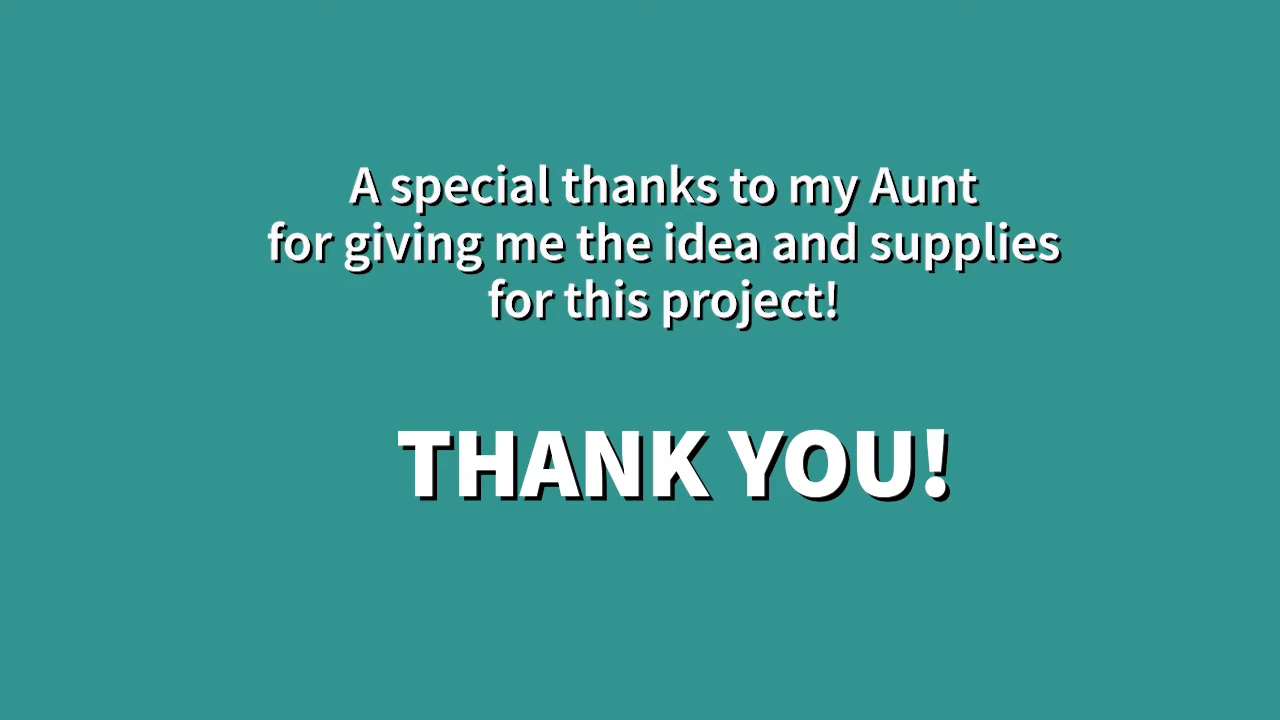 A special thanks to my Aunt
for giving me the idea and supplies
for this project!
THANK YOU!